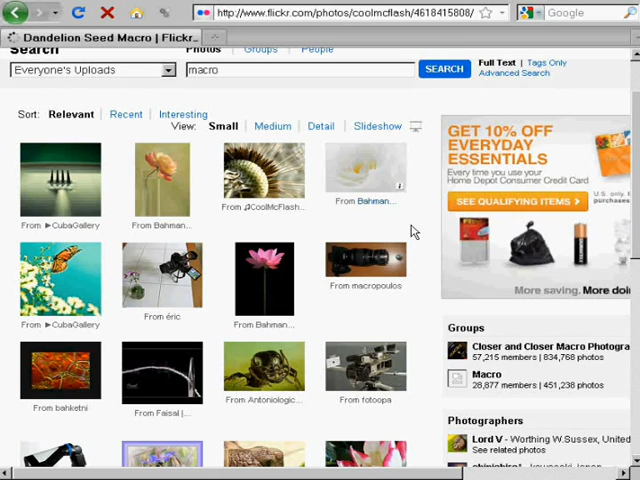 http://www.flickr.com/photos/coolmcflash/4618415808/
Google
Dandelion Seed Macro | Flickr...
Search
Photos Groups People
Everyone's Uploads
macro
SEARCH
Full Text | Tags Only
Advanced Search
Sort: Relevant | Recent | Interesting
View: Small | Medium | Detail | Slideshow
From ►CubaGallery
From Bahman...
From ♫CoolMcFlash...
From Bahman...
From ►CubaGallery
From éric
From Bahman...
From macropoulos
From bahketni
From Faisal |...
From Antoniologic...
From fotoopa
GET 10% OFF
EVERYDAY
ESSENTIALS
Every time you use your
Home Depot Consumer Credit Card
SEE QUALIFYING ITEMS
U.S. only
purchases
More saving. More doi
Groups
Closer and Closer Macro Photogra
57,215 members | 834,768 photos
Macro
28,877 members | 451,238 photos
Photographers
Lord V - Worthing W.Sussex, United
See related photos